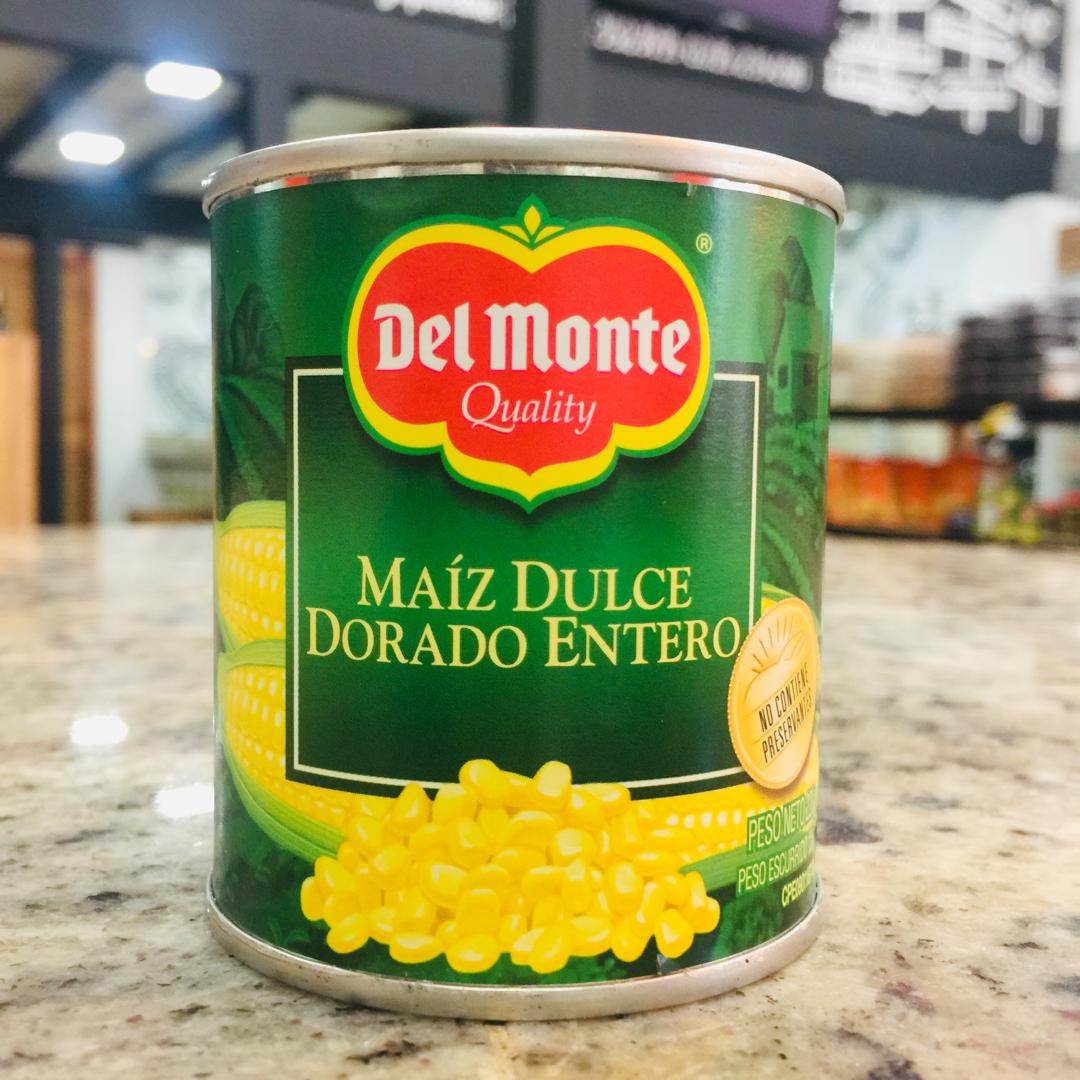 ®
Del Monte
Quality
MAÍZ DULCE
DORADO ENTERO
NO CONTIENE
PRESERVANTES
PESO NETO
PESO ESCURRIDO